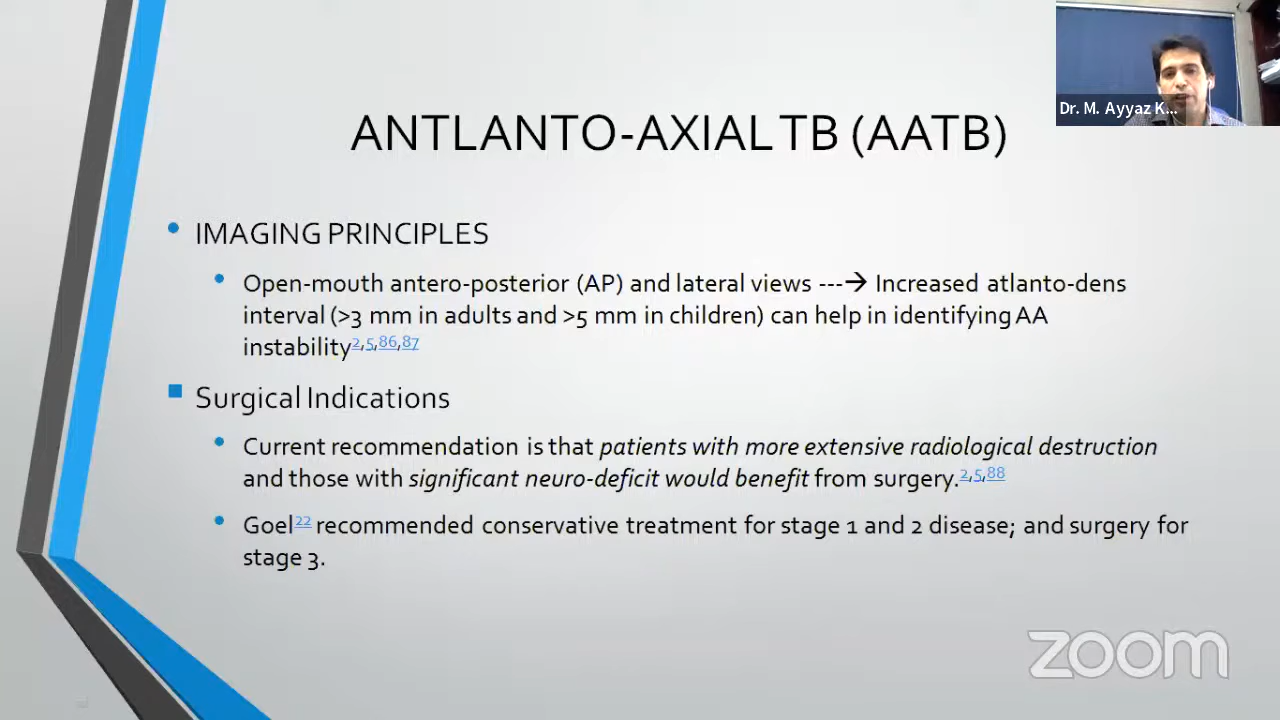 Dr. M. Ayyaz K...
ANTLANTO-AXIAL TB (AATB)
• IMAGING PRINCIPLES
• Open-mouth antero-posterior (AP) and lateral views ---→ Increased atlanto-dens
interval (>3 mm in adults and >5 mm in children) can help in identifying AA
instability2,5,86,87
▪ Surgical Indications
• Current recommendation is that patients with more extensive radiological destruction
and those with significant neuro-deficit would benefit from surgery.2,5,88
• Goel22 recommended conservative treatment for stage 1 and 2 disease; and surgery for
stage 3.
zoom